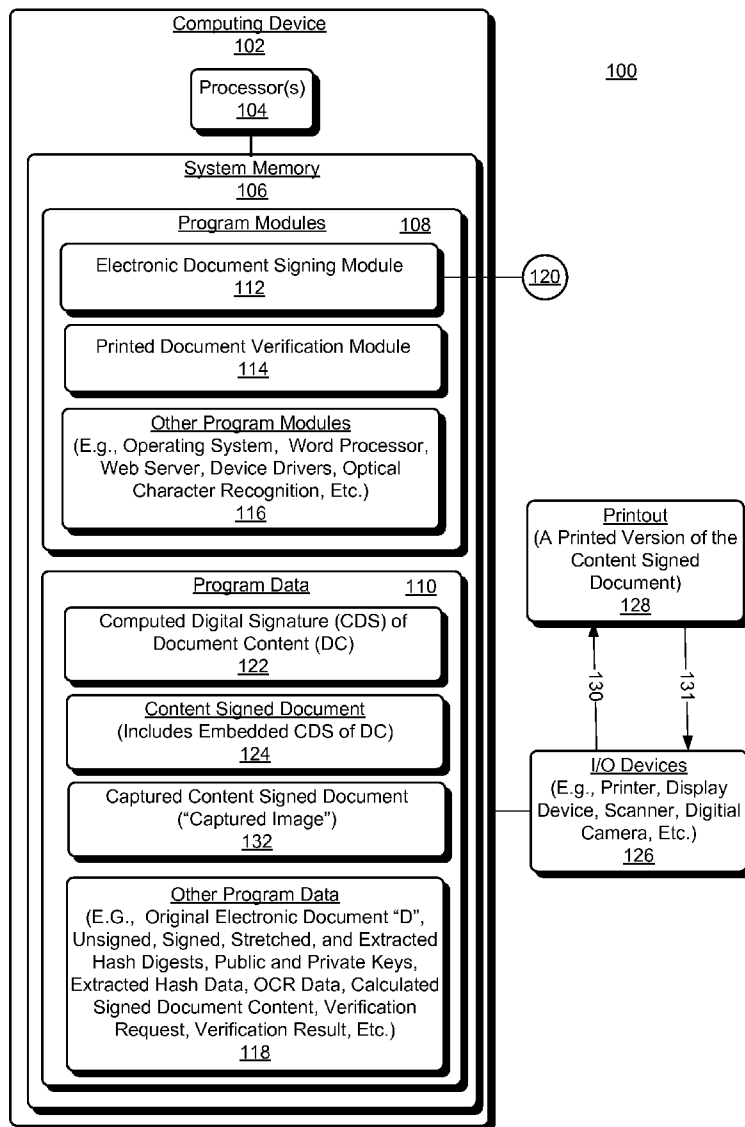 Computing Device
102
100
Processor(s)
104
System Memory
106
Program Modules 108
Electronic Document Signing Module
112
120
Printed Document Verification Module
114
Other Program Modules
(E.g., Operating System, Word Processor,
Web Server, Device Drivers, Optical
Character Recognition, Etc.)
116
Program Data 110
Computed Digital Signature (CDS) of
Document Content (DC)
122
Content Signed Document
(Includes Embedded CDS of DC)
124
Captured Content Signed Document
(“Captured Image”)
132
Other Program Data
(E.G., Original Electronic Document “D”,
Unsigned, Signed, Stretched, and Extracted
Hash Digests, Public and Private Keys,
Extracted Hash Data, OCR Data, Calculated
Signed Document Content, Verification
Request, Verification Result, Etc.)
118
Printout
(A Printed Version of the
Content Signed
Document)
128
130
131
I/O Devices
(E.g., Printer, Display
Device, Scanner, Digitial
Camera, Etc.)
126